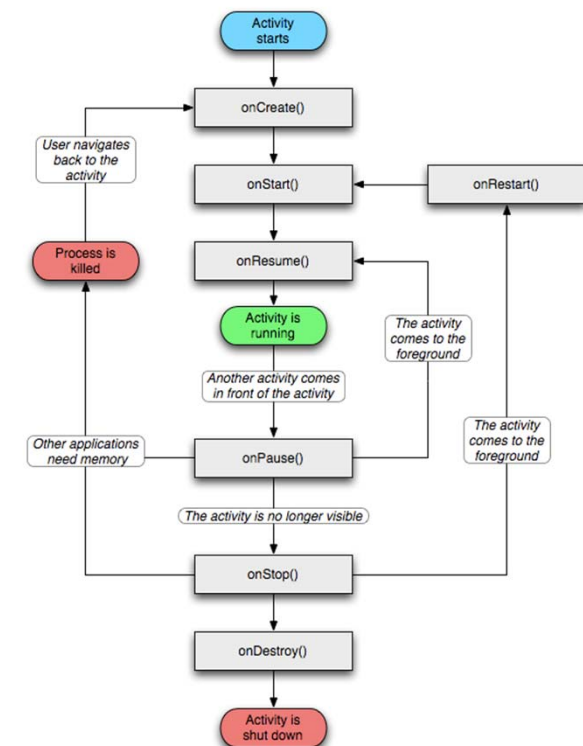 Activity
starts
onCreate()
User navigates
back to the
activity
onStart()
onRestart()
Process is
killed
onResume()
Activity is
running
The activity
comes to the
foreground
Another activity comes
in front of the activity
The activity
comes to the
foreground
Other applications
need memory
onPause()
The activity is no longer visible
onStop()
onDestroy()
Activity is
shut down